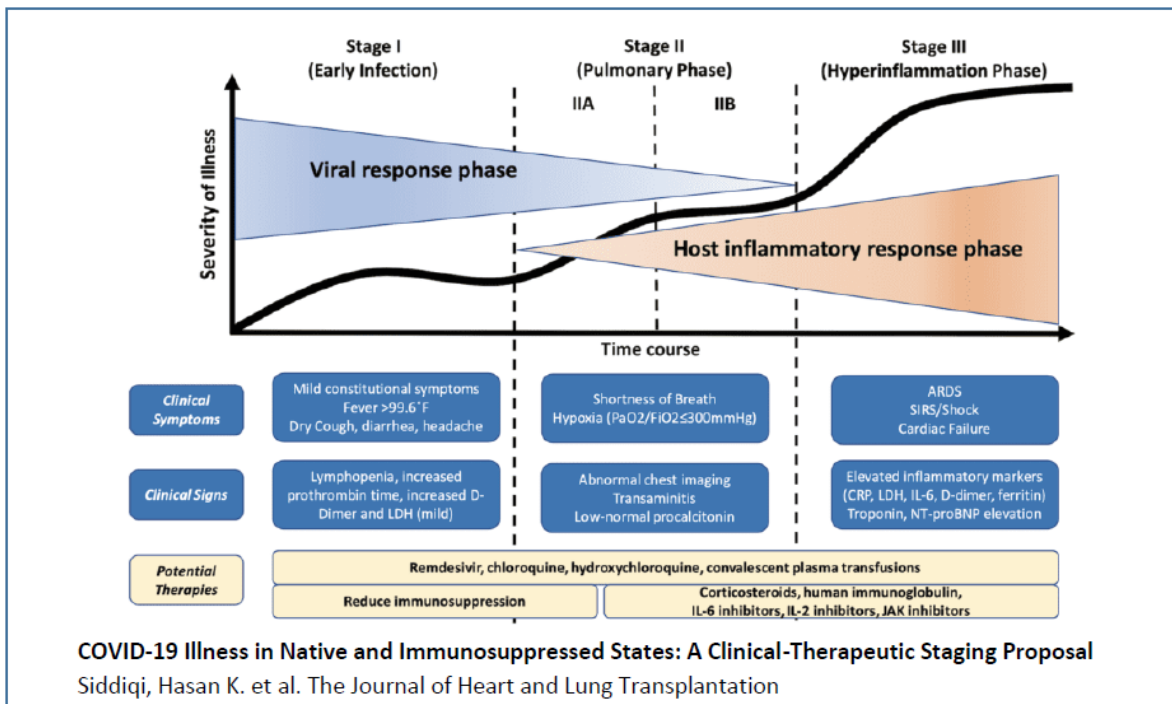 Stage I
(Early Infection)
Stage II
(Pulmonary Phase)
Stage III
(Hyperinflammation Phase)
IIA
IIB
Severity of Illness
Viral response phase
Host inflammatory response phase
Time course
Clinical
Symptoms
Mild constitutional symptoms
Fever >99.6°F
Dry Cough, diarrhea, headache
Shortness of Breath
Hypoxia (PaO2/FiO2≤300mmHg)
ARDS
SIRS/Shock
Cardiac Failure
Clinical Signs
Lymphopenia, increased
prothrombin time, increased D-
Dimer and LDH (mild)
Abnormal chest imaging
Transaminitis
Low-normal procalcitonin
Elevated inflammatory markers
(CRP, LDH, IL-6, D-dimer, ferritin)
Troponin, NT-proBNP elevation
Potential
Therapies
Remdesivir, chloroquine, hydroxychloroquine, convalescent plasma transfusions
Reduce immunosuppression
Corticosteroids, human immunoglobulin,
IL-6 inhibitors, IL-2 inhibitors, JAK inhibitors
COVID-19 Illness in Native and Immunosuppressed States: A Clinical-Therapeutic Staging Proposal
Siddiqi, Hasan K. et al. The Journal of Heart and Lung Transplantation